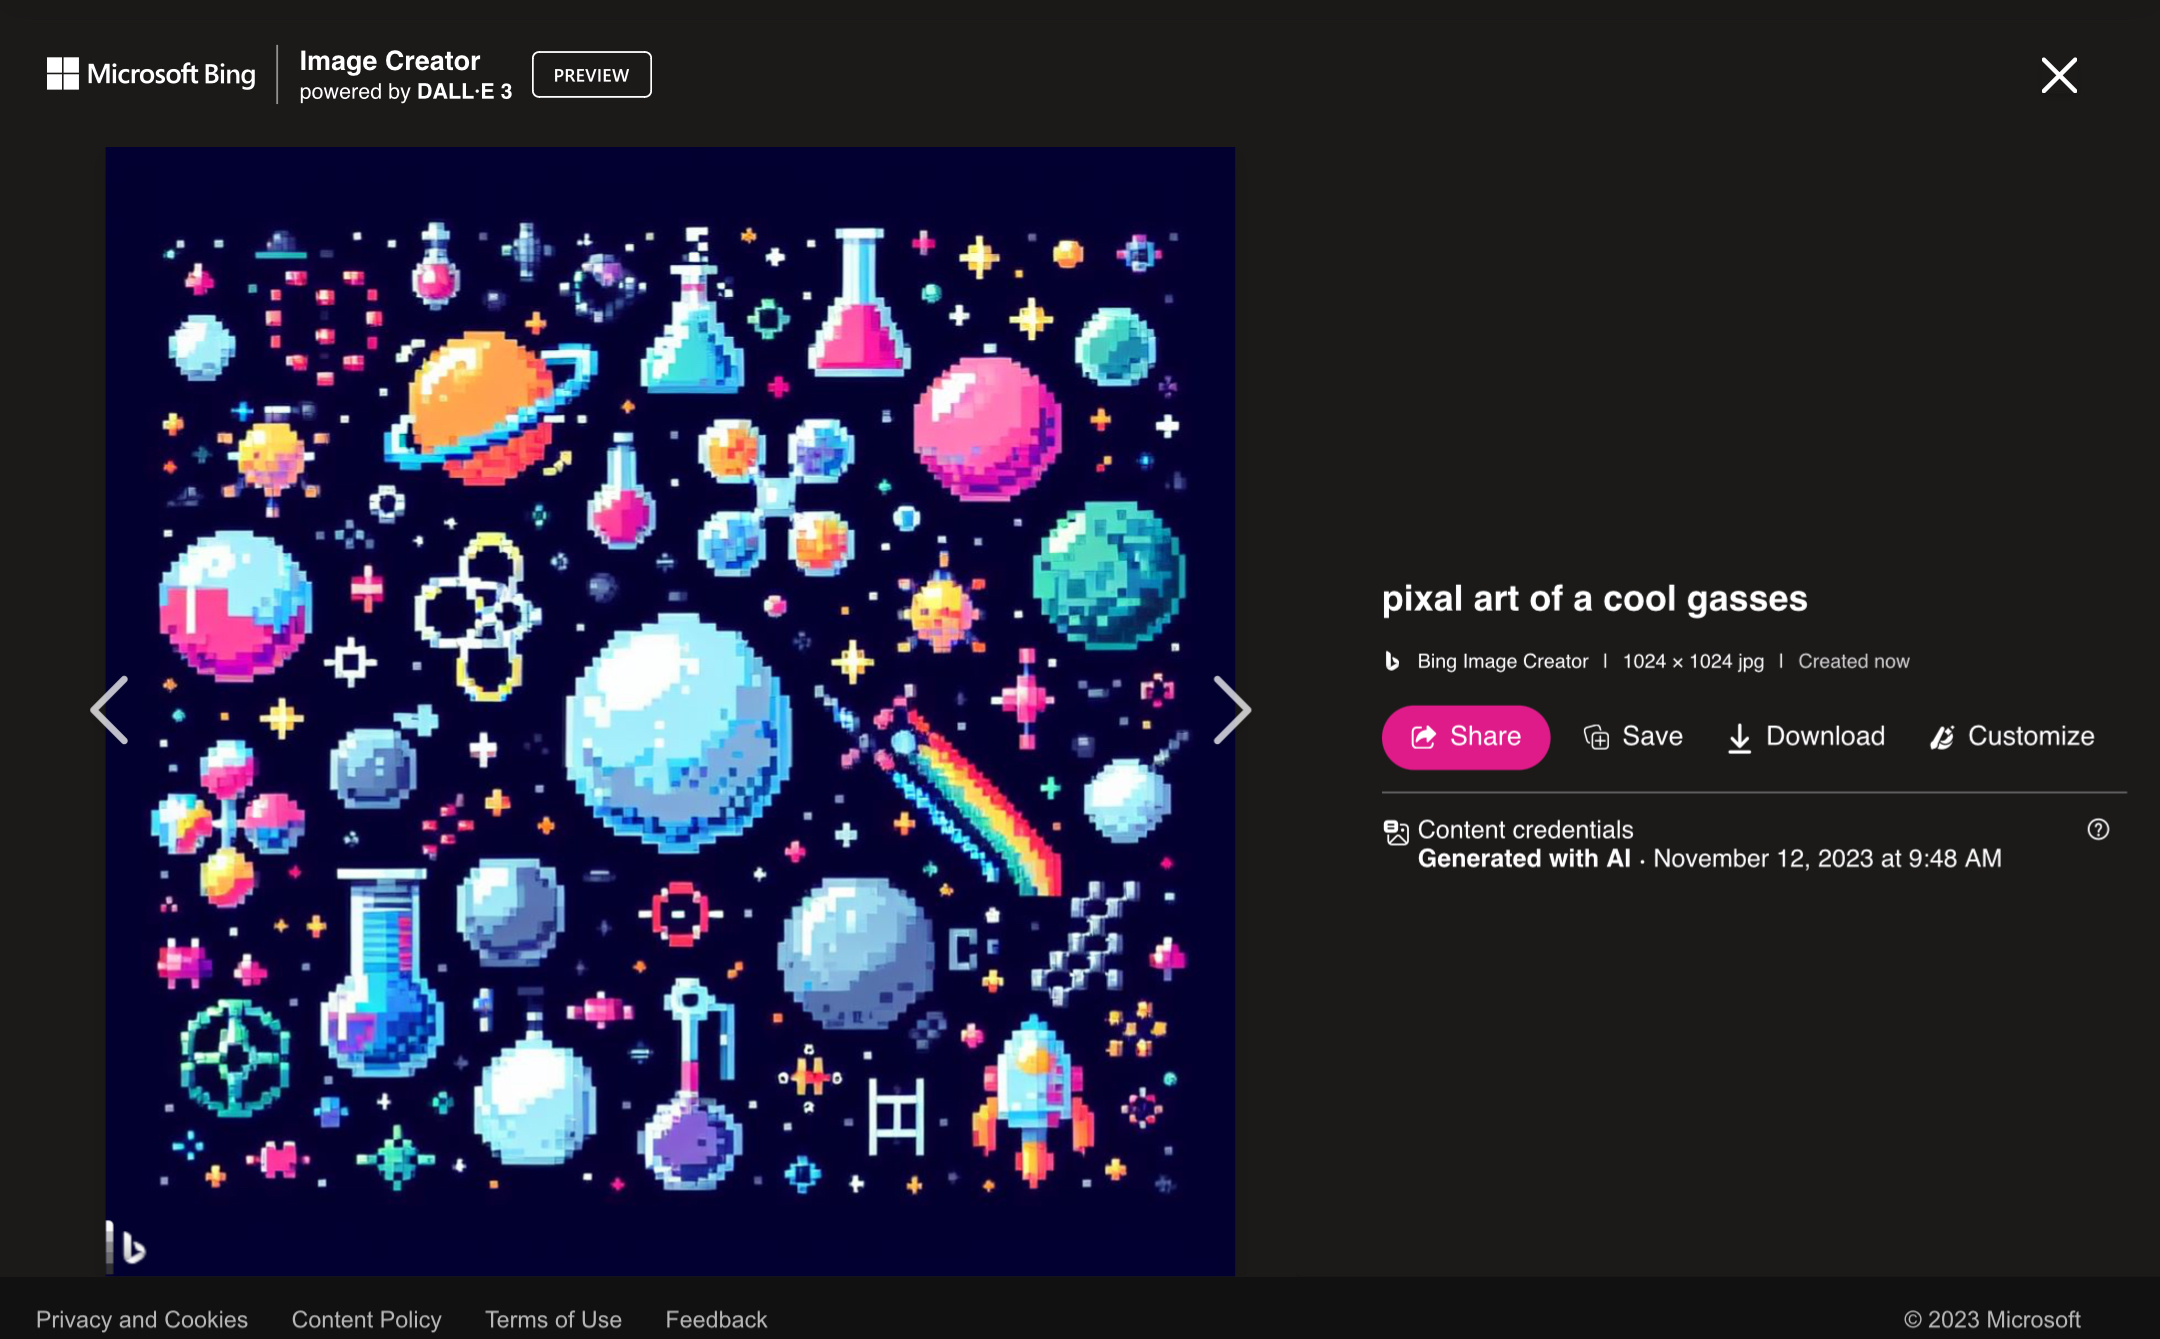 Microsoft Bing
Image Creator
powered by DALL·E 3
PREVIEW
pixal art of a cool gasses
Bing Image Creator | 1024 × 1024 jpg | Created now
Share Save Download Customize
Content credentials
Generated with AI · November 12, 2023 at 9:48 AM
Privacy and Cookies Content Policy Terms of Use Feedback
© 2023 Microsoft